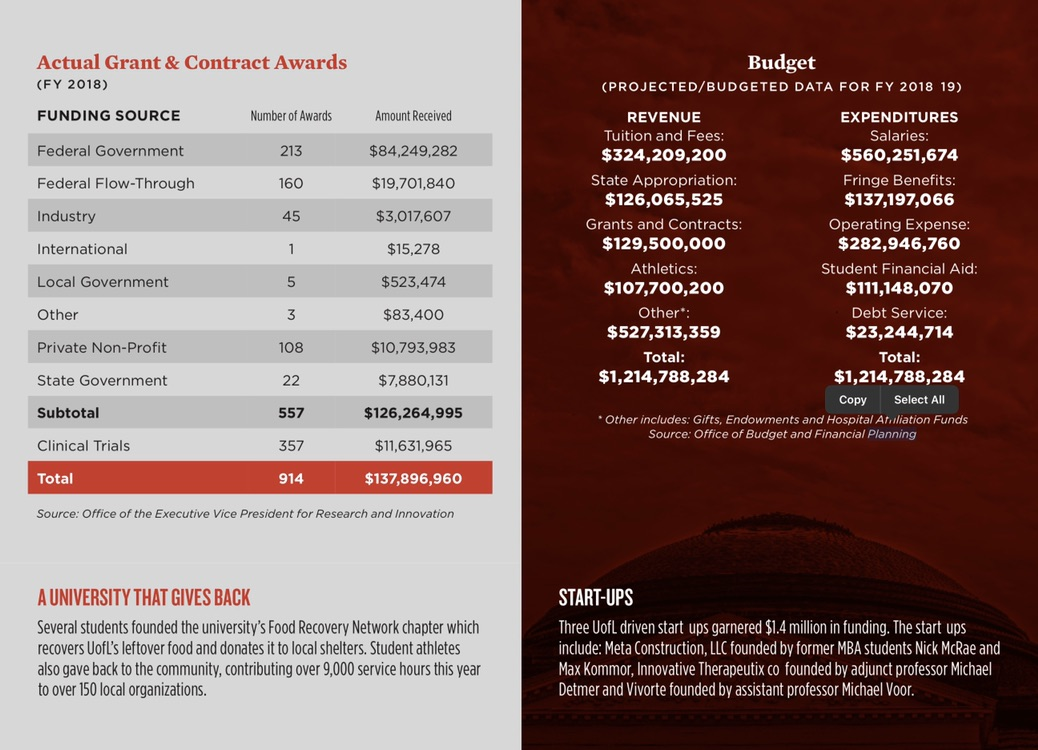 Actual Grant & Contract Awards
(FY 2018)
FUNDING SOURCE Number of Awards Amount Received
Federal Government 213 $84,249,282
Federal Flow-Through 160 $19,701,840
Industry 45 $3,017,607
International 1 $15,278
Local Government 5 $523,474
Other 3 $83,400
Private Non-Profit 108 $10,793,983
State Government 22 $7,880,131
Subtotal 557 $126,264,995
Clinical Trials 357 $11,631,965
Total 914 $137,896,960
Source: Office of the Executive Vice President for Research and Innovation
A UNIVERSITY THAT GIVES BACK
Several students founded the university's Food Recovery Network chapter which
recovers UofL's leftover food and donates it to local shelters. Student athletes
also gave back to the community, contributing over 9,000 service hours this year
to over 150 local organizations.
Budget
(PROJECTED/BUDGETED DATA FOR FY 2018 19)
REVENUE
Tuition and Fees:
$324,209,200
State Appropriation:
$126,065,525
Grants and Contracts:
$129,500,000
Athletics:
$107,700,200
Other*:
$527,313,359
Total:
$1,214,788,284
EXPENDITURES
Salaries:
$560,251,674
Fringe Benefits:
$137,197,066
Operating Expense:
$282,946,760
Student Financial Aid:
$111,148,070
Debt Service:
$23,244,714
Total:
$1,214,788,284
Copy Select All
* Other includes: Gifts, Endowments and Hospital Affiliation Funds
Source: Office of Budget and Financial Planning
START-UPS
Three UofL driven start ups garnered $1.4 million in funding. The start ups
include: Meta Construction, LLC founded by former MBA students Nick McRae and
Max Kommor, Innovative Therapeutix co founded by adjunct professor Michael
Detmer and Vivorte founded by assistant professor Michael Voor.